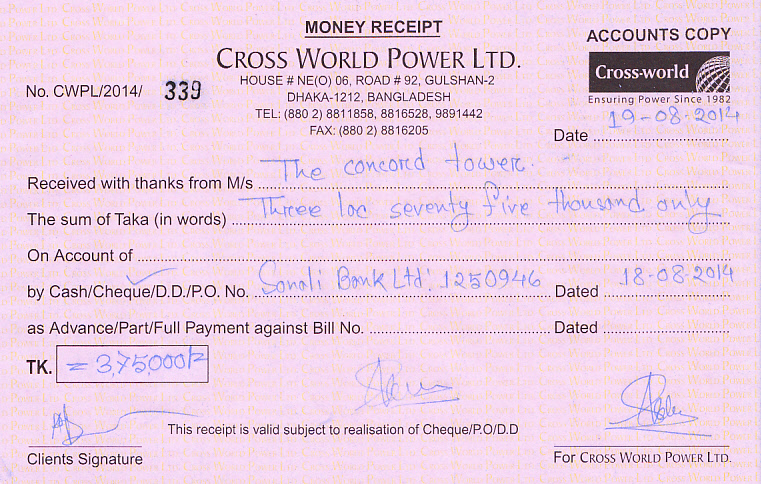 MONEY RECEIPT
ACCOUNTS COPY
CROSS WORLD POWER LTD.
Cross-world
Ensuring Power Since 1982
No. CWPL/2014/ 339
HOUSE # NE(O) 06, ROAD # 92, GULSHAN-2
DHAKA-1212, BANGLADESH
TEL: (880 2) 8811858, 8816528, 9891442
FAX: (880 2) 8816205
Date 19-08-2014
Received with thanks from M/s The concord tower.
The sum of Taka (in words) Three lac seventy five thousand only
On Account of
by Cash/Cheque/D.D./P.O. No. Sonali Bank Ltd: 1250946 Dated 18-08-2014
as Advance/Part/Full Payment against Bill No. Dated
TK. = 3,75,000/=
This receipt is valid subject to realisation of Cheque/P.O/D.D
Clients Signature
For CROSS WORLD POWER LTD.